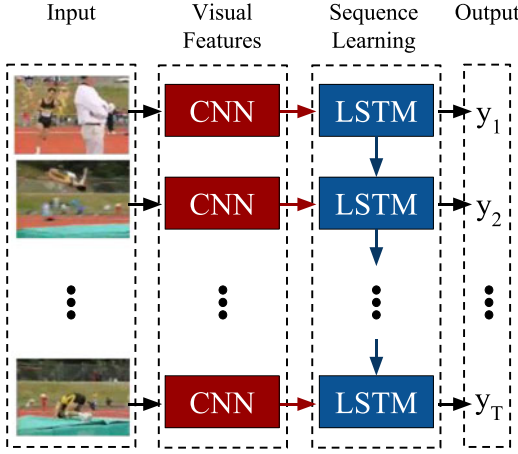 Input
Visual
Features
Sequence
Learning
Output
CNN
LSTM
y1
CNN
LSTM
y2
CNN
LSTM
yT